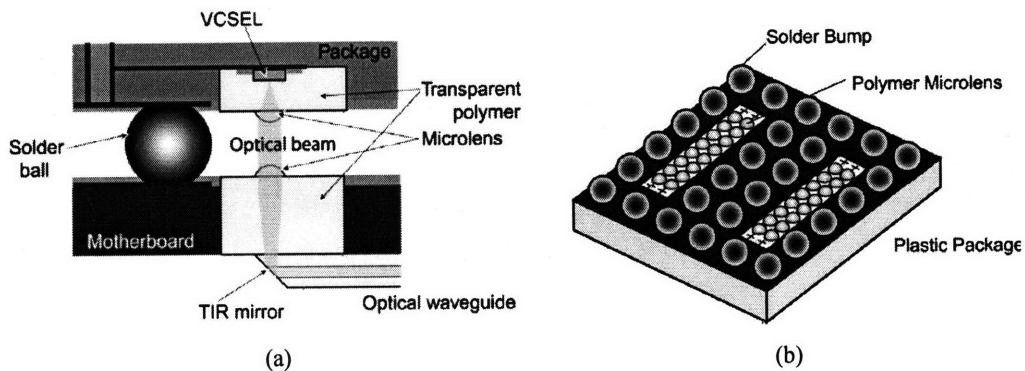 VCSEL
Package
Transparent
polymer
Microlens
Optical beam
Solder
ball
Motherboard
TIR mirror
Optical waveguide
(a)
Solder Bump
Polymer Microlens
Plastic Package
(b)